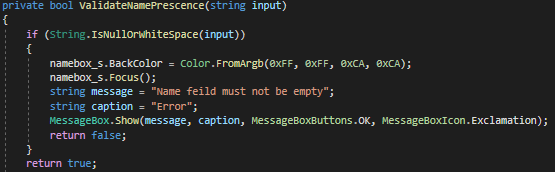 private bool ValidateNamePrescence(string input)
{
if (String.IsNullOrWhiteSpace(input))
{
namebox_s.BackColor = Color.FromArgb(0xFF, 0xFF, 0xCA, 0xCA);
namebox_s.Focus();
string message = "Name feild must not be empty";
string caption = "Error";
MessageBox.Show(message, caption, MessageBoxButtons.OK, MessageBoxIcon.Exclamation);
return false;
}
return true;